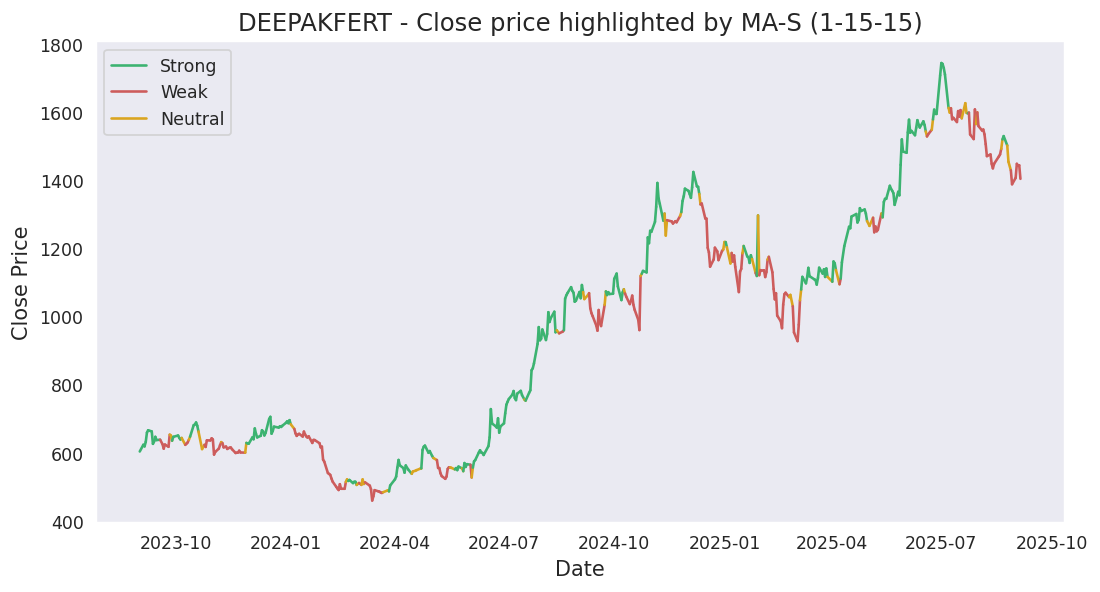 DEEPAKFERT - Close price highlighted by MA-S (1-15-15)
Strong
Weak
Neutral
Close Price
1800
1600
1400
1200
1000
800
600
400
2023-10 2024-01 2024-04 2024-07 2024-10 2025-01 2025-04 2025-07 2025-10
Date